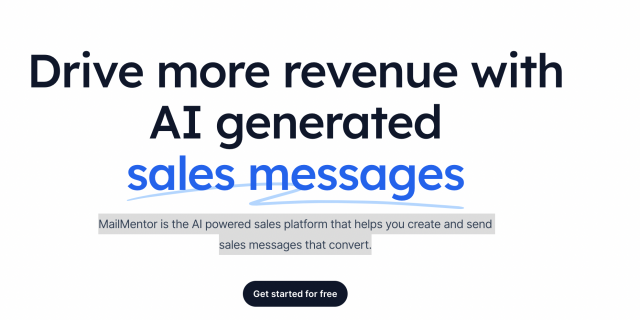 Drive more revenue with
AI generated
sales messages
MailMentor is the AI powered sales platform that helps you create and send
sales messages that convert.
Get started for free